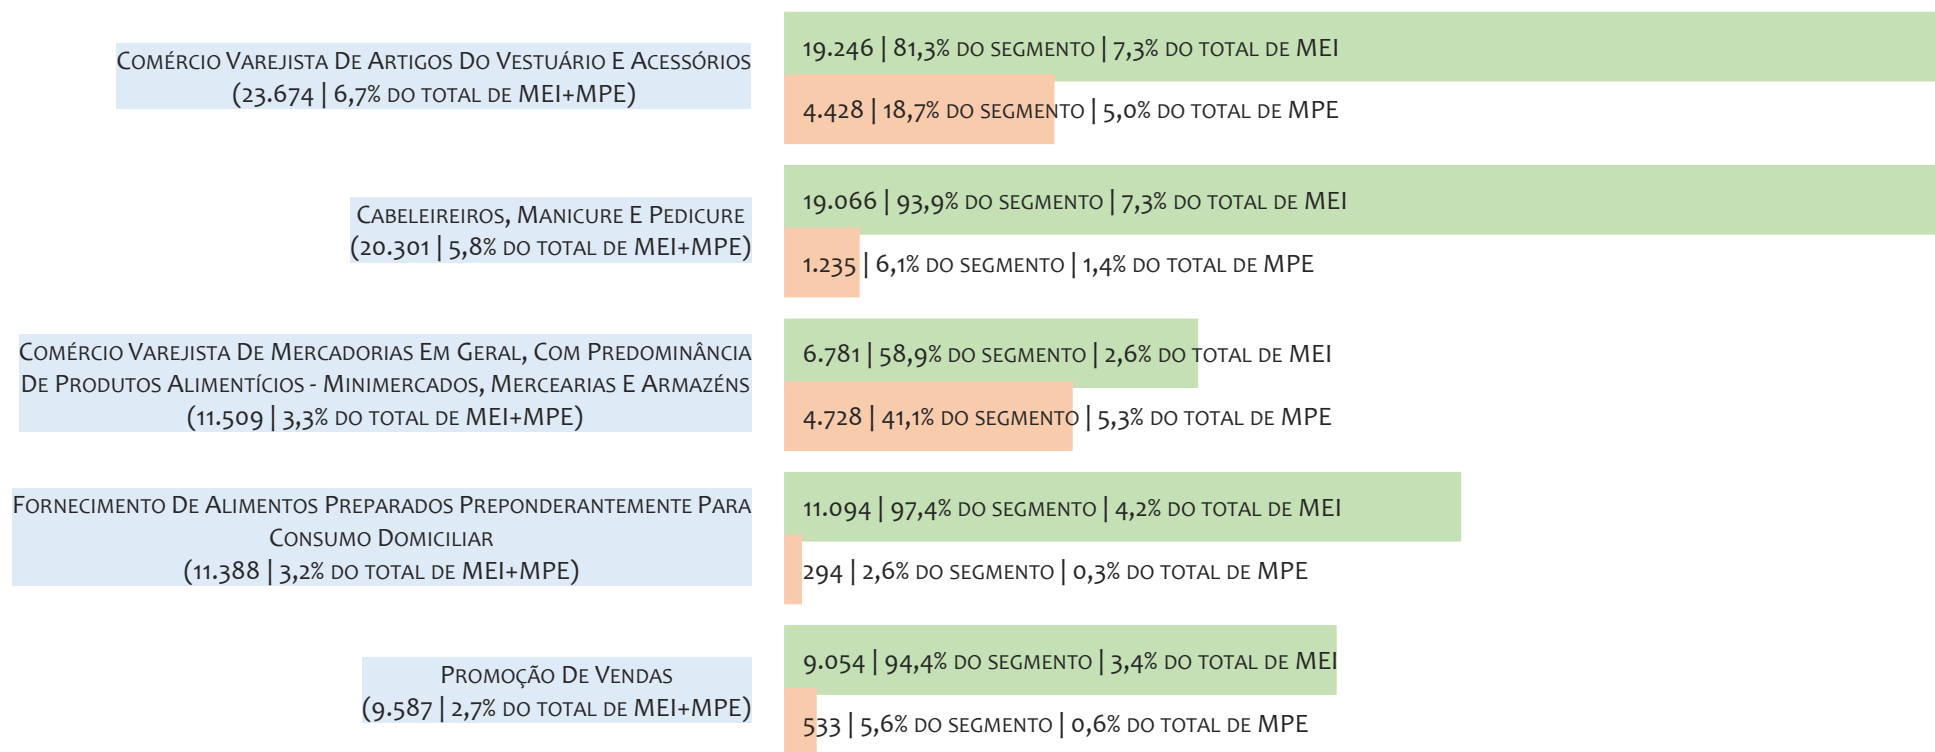 Comércio Varejista De Artigos Do Vestuário E Acessórios
(23.674 | 6,7% do total de MEI+MPE)
19.246 | 81,3% do segmento | 7,3% do total de MEI
4.428 | 18,7% do segmento | 5,0% do total de MPE
Cabeleireiros, Manicure E Pedicure
(20.301 | 5,8% do total de MEI+MPE)
19.066 | 93,9% do segmento | 7,3% do total de MEI
1.235 | 6,1% do segmento | 1,4% do total de MPE
Comércio Varejista De Mercadorias Em Geral, Com Predominância
De Produtos Alimentícios - Minimercados, Mercearias E Armazéns
(11.509 | 3,3% do total de MEI+MPE)
6.781 | 58,9% do segmento | 2,6% do total de MEI
4.728 | 41,1% do segmento | 5,3% do total de MPE
Fornecimento De Alimentos Preparados Preponderantemente Para
Consumo Domiciliar
(11.388 | 3,2% do total de MEI+MPE)
11.094 | 97,4% do segmento | 4,2% do total de MEI
294 | 2,6% do segmento | 0,3% do total de MPE
Promoção De Vendas
(9.587 | 2,7% do total de MEI+MPE)
9.054 | 94,4% do segmento | 3,4% do total de MEI
533 | 5,6% do segmento | 0,6% do total de MPE